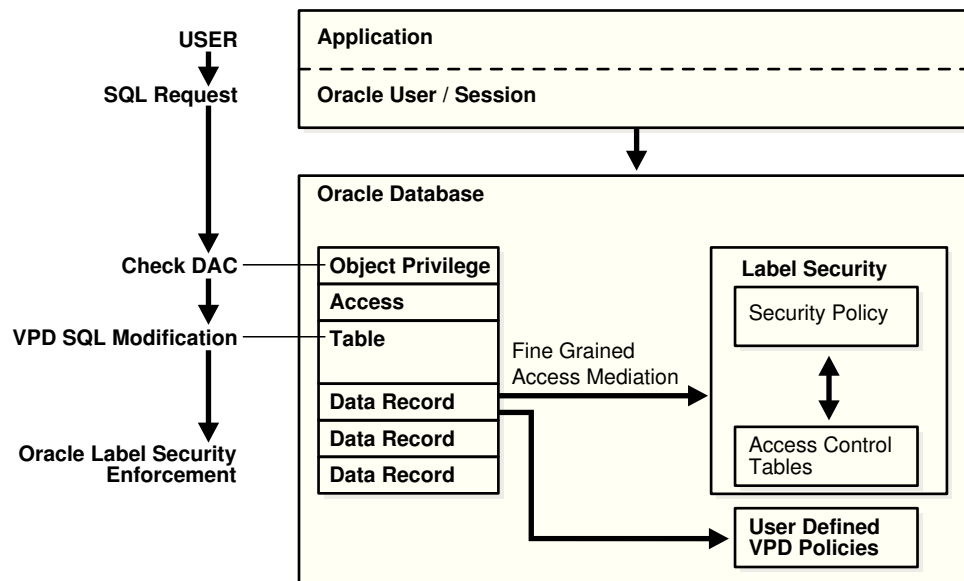 USER
SQL Request
Check DAC
VPD SQL Modification
Oracle Label Security
Enforcement
Application
Oracle User / Session
Oracle Database
Object Privilege
Access
Table
Data Record
Data Record
Data Record
Fine Grained
Access Mediation
Label Security
Security Policy
Access Control
Tables
User Defined
VPD Policies